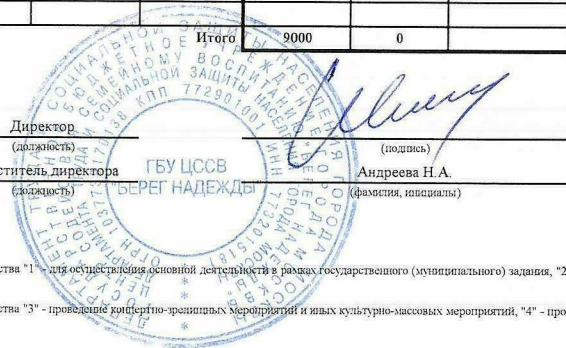 Итого 9000 0
Директор
(должность) (подпись)
ститель директора Андреева Н.А.
(должность) (фамилия, инициалы)
ГБУ ЦССВ
"БЕРЕГ НАДЕЖДЫ"
ства "1" - для осуществления основной деятельности в рамках государственного (муниципального) задания, "2
ства "3" - проведение концертно-зрелищных мероприятий и иных культурно-массовых мероприятий, "4" - про